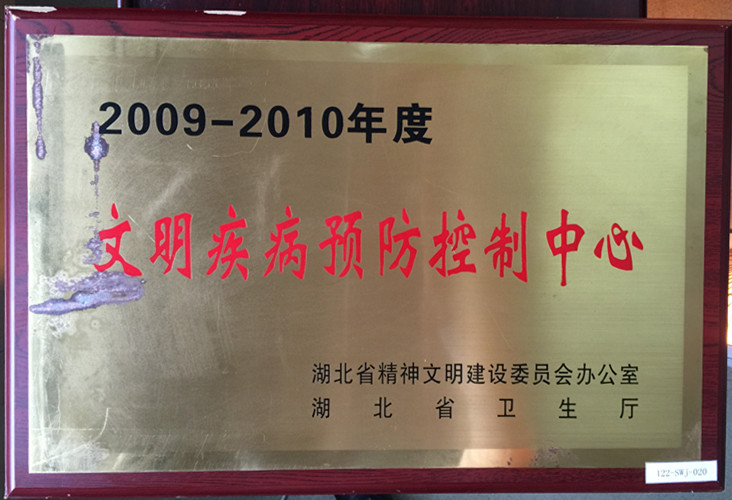 2009-2010年度
文明疾病预防控制中心
湖北省精神文明建设委员会办公室
湖北省卫生厅
122-SWj-020